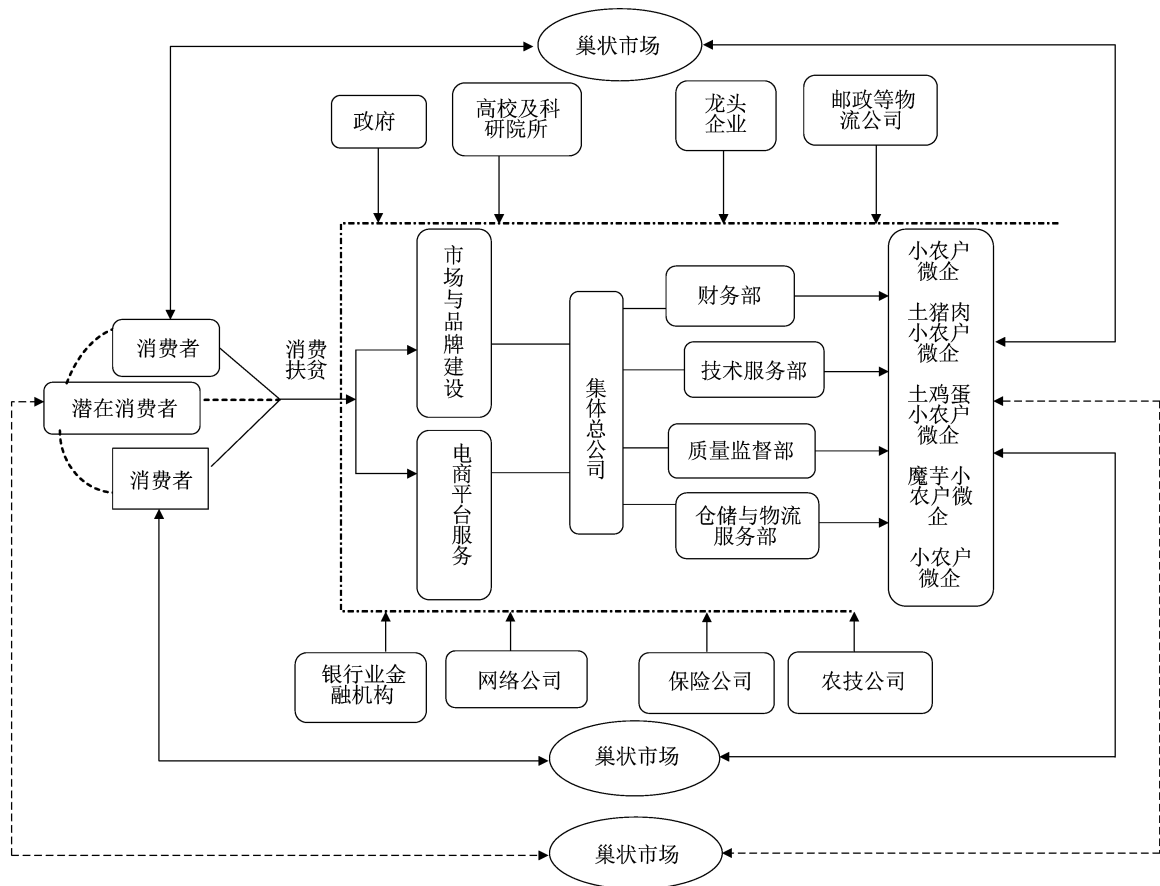 巢状市场
政府
高校及科
研院所
龙头
企业
邮政等物
流公司
市场与品牌建设
电商平台服务
集体总公司
财务部
技术服务部
质量监督部
仓储与物流
服务部
小农户
微企
土猪肉
小农户
微企
土鸡蛋
小农户
微企
魔芋小
农户微
企
小农户
微企
消费者
潜在消费者
消费者
消费
扶贫
银行业金
融机构
网络公司
保险公司
农技公司
巢状市场
巢状市场